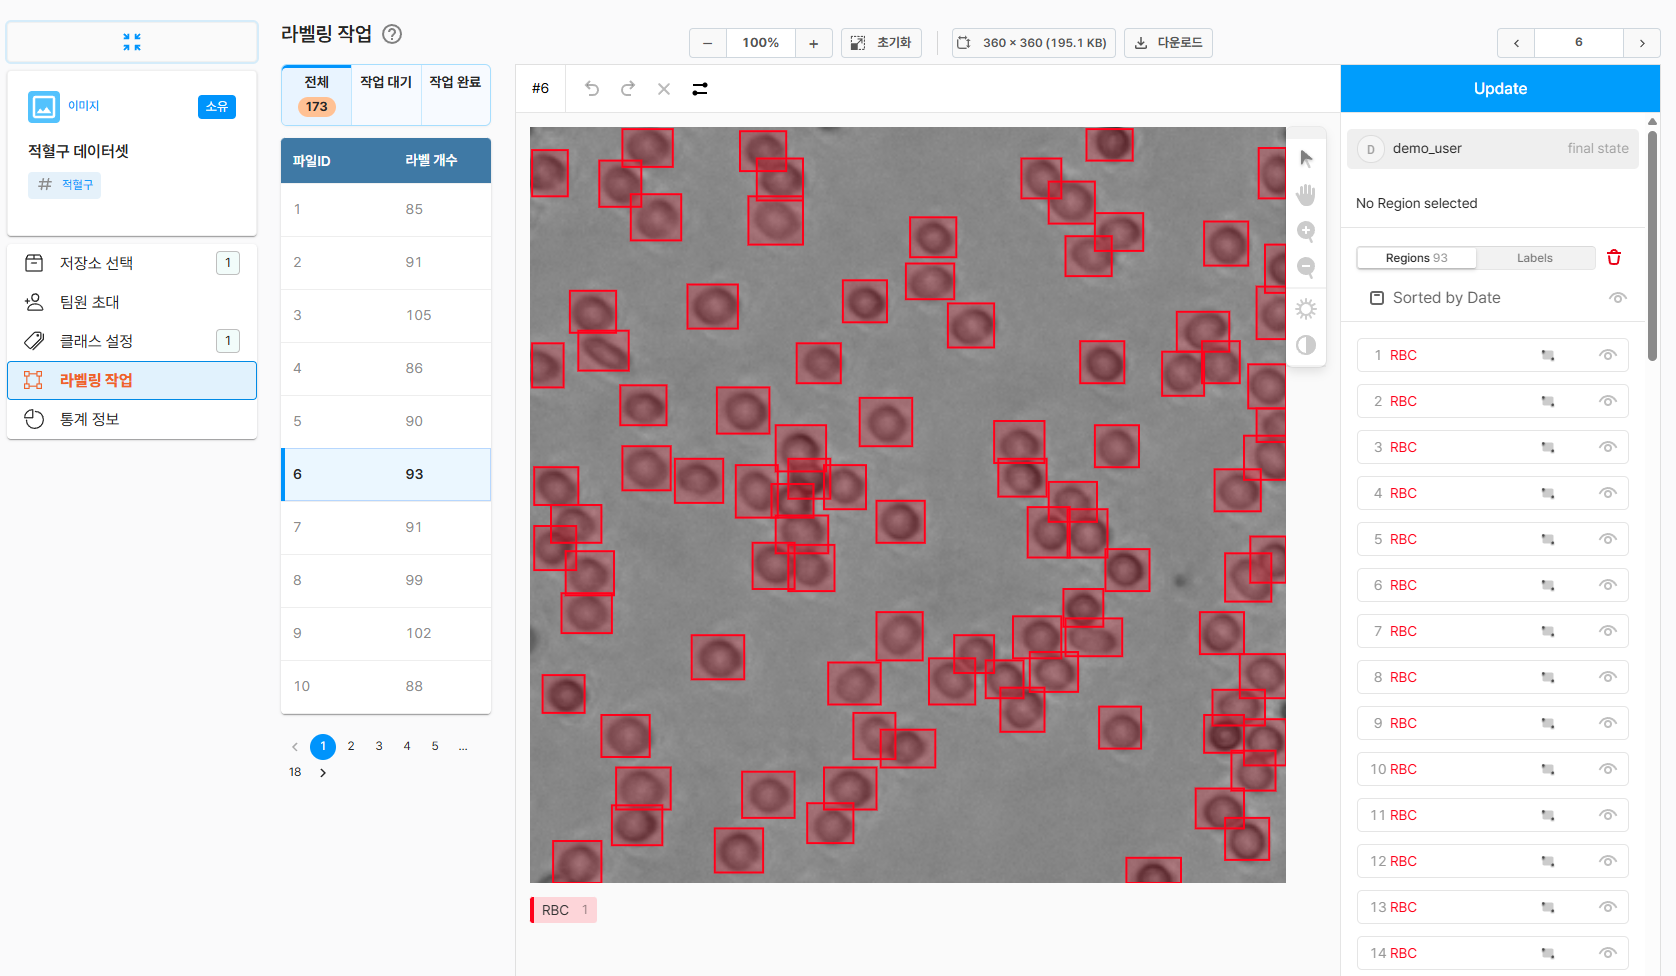 라벨링 작업 ?
− 100% +
초기화
360 × 360 (195.1 KB)
다운로드
6
이미지
소유
적혈구 데이터셋
# 적혈구
저장소 선택 1
팀원 초대
클래스 설정 1
라벨링 작업
통계 정보
전체 173
작업 대기
작업 완료
파일ID 라벨 개수
1 85
2 91
3 105
4 86
5 90
6 93
7 91
8 99
9 102
10 88
1 2 3 4 5 ...
18
#6
RBC 1
Update
D demo_user final state
No Region selected
Regions 93 Labels
Sorted by Date
1 RBC
2 RBC
3 RBC
4 RBC
5 RBC
6 RBC
7 RBC
8 RBC
9 RBC
10 RBC
11 RBC
12 RBC
13 RBC
14 RBC